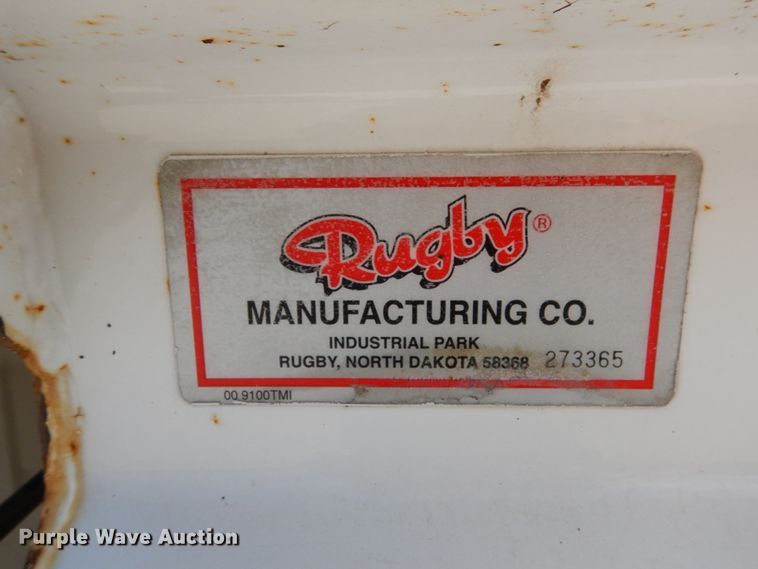 Rugby®
MANUFACTURING CO.
INDUSTRIAL PARK
RUGBY, NORTH DAKOTA 58368 273365
00 9100TMI
Purple Wave Auction